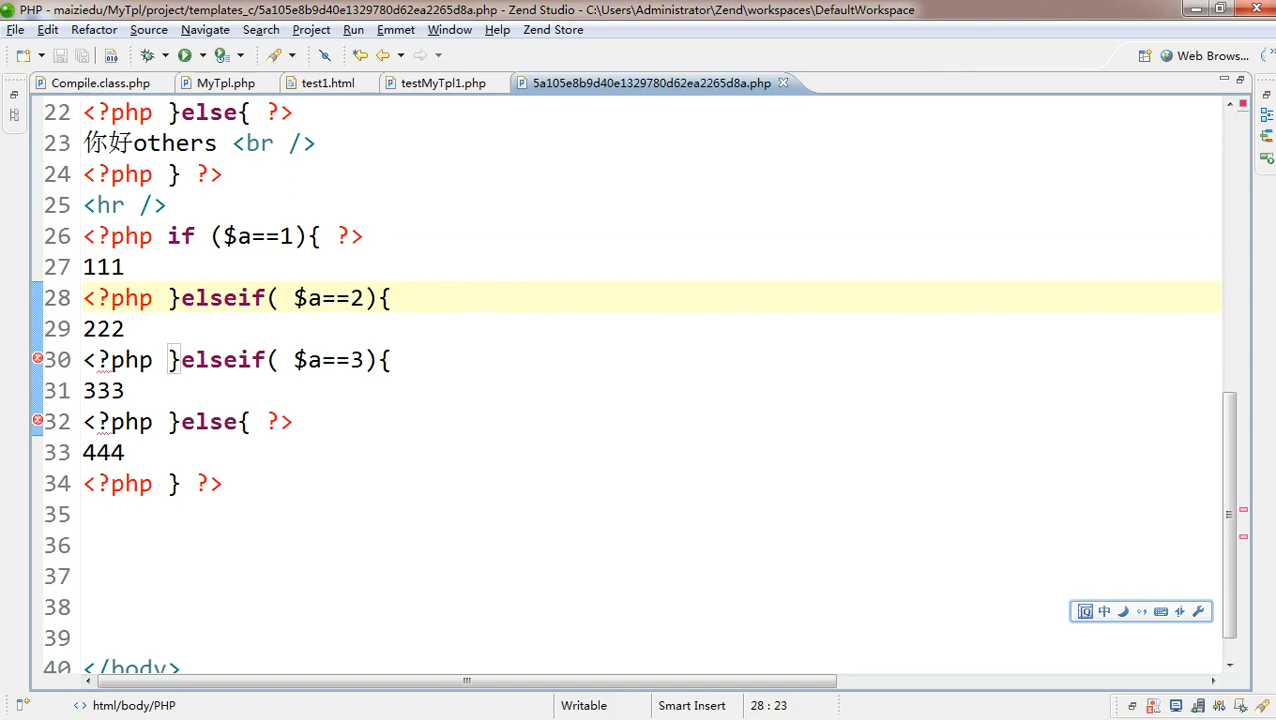 PHP - maiziedu/MyTpl/project/templates_c/5a105e8b9d40e1329780d62ea2265d8a.php - Zend Studio - C:\Users\Administrator\Zend\workspaces\DefaultWorkspace
File Edit Refactor Source Navigate Search Project Run Emmet Window Help Zend Store
Web Brows...
Compile.class.php MyTpl.php test1.html testMyTpl1.php 5a105e8b9d40e1329780d62ea2265d8a.php
22 <?php }else{ ?>
23 你好others <br />
24 <?php } ?>
25 <hr />
26 <?php if ($a==1){ ?>
27 111
28 <?php }elseif( $a==2){
29 222
30 <?php }elseif( $a==3){
31 333
32 <?php }else{ ?>
33 444
34 <?php } ?>
35
36
37
38
39
40 </body>
中
<> html/body/PHP Writable Smart Insert 28 : 23